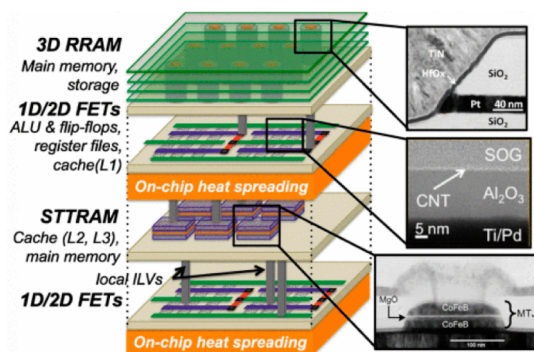 3D RRAM
Main memory,
storage
1D/2D FETs
ALU & flip-flops,
register files,
cache(L1)
On-chip heat spreading
STTRAM
Cache (L2, L3),
main memory
local ILVs
1D/2D FETs
On-chip heat spreading
TiN
HfOx
SiO2
Pt
40 nm
SiO2
SOG
CNT
Al2O3
5 nm
Ti/Pd
MgO
CoFeB
CoFeB
MTJ
100 nm